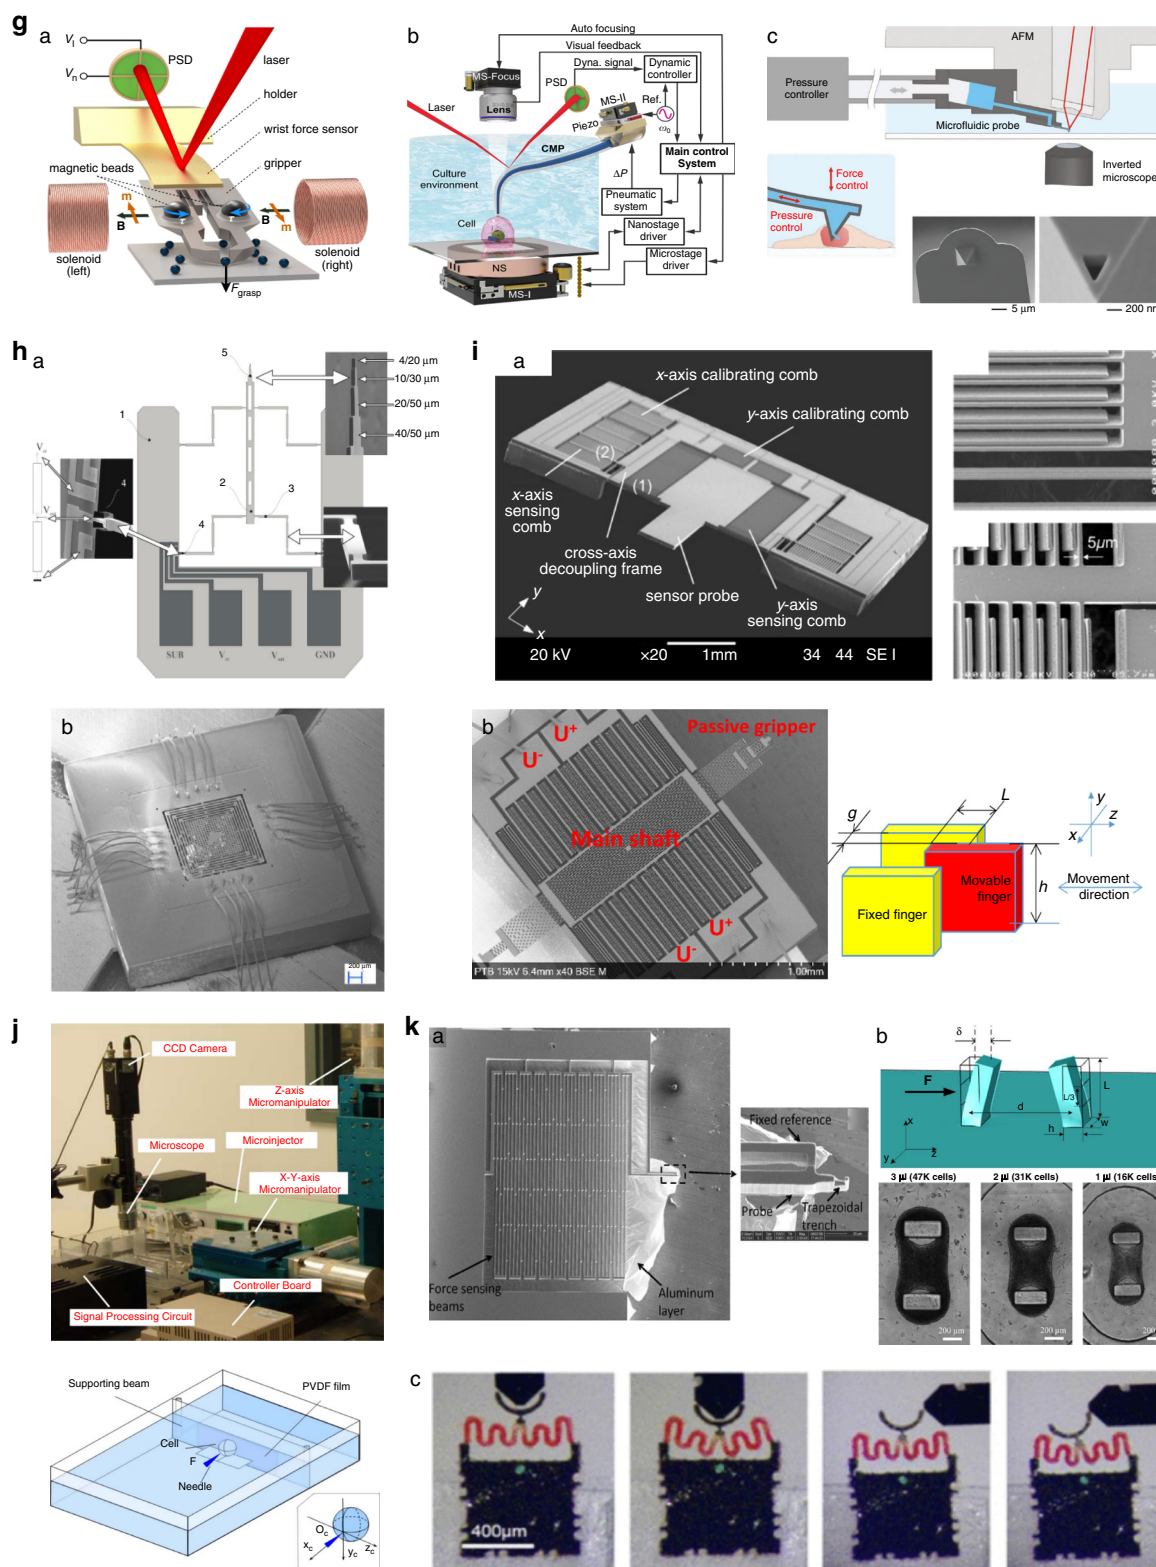 g
a
V_I
V_n
PSD
laser
holder
wrist force sensor
magnetic beads
gripper
m
B
B
m
solenoid
(left)
solenoid
(right)
F_grasp
b
Auto focusing
Visual feedback
Dyna. signal
MS-Focus
Lens
PSD
Dynamic
controller
MS-II
Ref.
Laser
Piezo
ω₀
CMP
Main control
System
Culture
environment
ΔP
Pneumatic
system
Cell
Nanostage
driver
NS
Microstage
driver
MS-I
c
AFM
Pressure
controller
Microfluidic probe
Inverted
microscope
Force
control
Pressure
control
5 µm
200 nm
h
a
5
4/20 µm
10/30 µm
20/50 µm
40/50 µm
1
4
2
3
4
SUB
V_cc
V_out
GND
b
200 µm
i
a
x-axis calibrating comb
y-axis calibrating comb
(2)
(1)
x-axis
sensing
comb
cross-axis
decoupling frame
sensor probe
y-axis
sensing comb
y
x
20 kV
×20
1mm
34 44 SE I
5µm
b
U⁺
U⁻
Passive gripper
Main shaft
U⁺
U⁻
PTB 15kV 6.4mm x40 BSE M
1.00mm
g
L
y
z
x
h
Movable
finger
Fixed finger
Movement
direction
j
CCD Camera
Z-axis
Micromanipulator
Microscope
Microinjector
X-Y-axis
Micromanipulator
Controller Board
Signal Processing Circuit
Supporting beam
PVDF film
Cell
F
Needle
O_c
x_c
y_c
z_c
k
a
Fixed reference
Probe
Trapezoidal
trench
Force sensing
beams
Aluminum
layer
b
δ
F
L
L/3
d
w
h
x
y
z
3 µl (47K cells)
2 µl (31K cells)
1 µl (16K cells)
200 µm
200 µm
200 µm
c
400µm